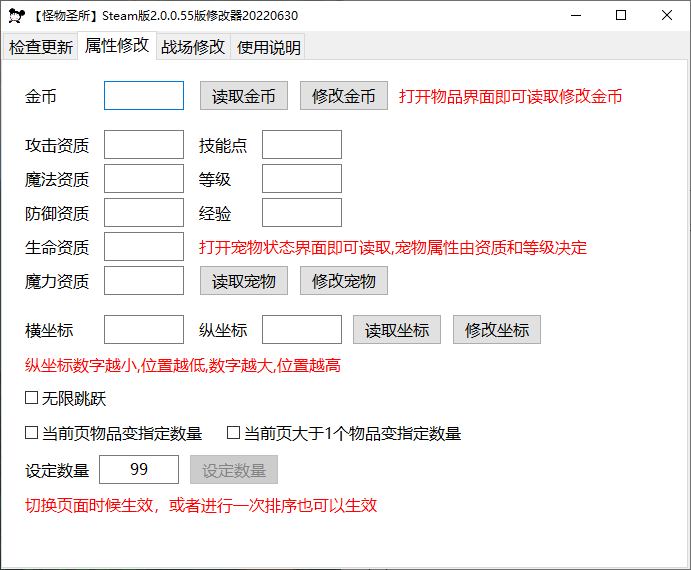 【怪物圣所】Steam版2.0.0.55版修改器20220630
检查更新 属性修改 战场修改 使用说明
金币 读取金币 修改金币 打开物品界面即可读取修改金币
攻击资质 技能点
魔法资质 等级
防御资质 经验
生命资质 打开宠物状态界面即可读取,宠物属性由资质和等级决定
魔力资质 读取宠物 修改宠物
横坐标 纵坐标 读取坐标 修改坐标
纵坐标数字越小,位置越低,数字越大,位置越高
无限跳跃
当前页物品变指定数量 当前页大于1个物品变指定数量
设定数量 99 设定数量
切换页面时候生效，或者进行一次排序也可以生效